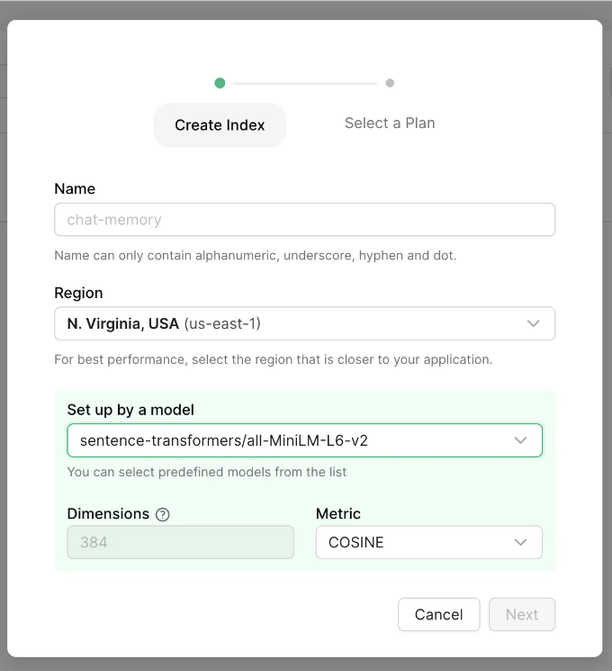 Create Index
Select a Plan
Name
chat-memory
Name can only contain alphanumeric, underscore, hyphen and dot.
Region
N. Virginia, USA (us-east-1)
For best performance, select the region that is closer to your application.
Set up by a model
sentence-transformers/all-MiniLM-L6-v2
You can select predefined models from the list
Dimensions ?
Metric
384
COSINE
Cancel
Next